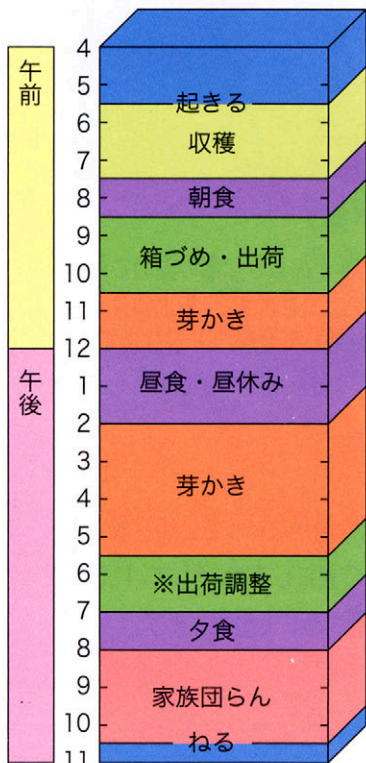 午前
4
5
起きる
6
収穫
7
8
朝食
9
箱づめ・出荷
10
11
芽かき
12
午後
1
昼食・昼休み
2
3
芽かき
4
5
6
※出荷調整
7
夕食
8
9
家族団らん
10
ねる
11